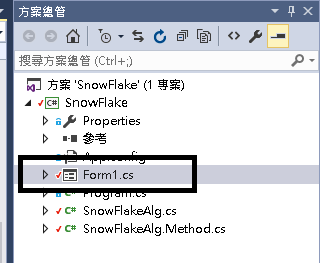 方案總管
搜尋方案總管 (Ctrl+;)
方案 'SnowFlake' (1 專案)
C# SnowFlake
Properties
參考
App.config
Form1.cs
C# Program.cs
C# SnowFlakeAlg.cs
C# SnowFlakeAlg.Method.cs